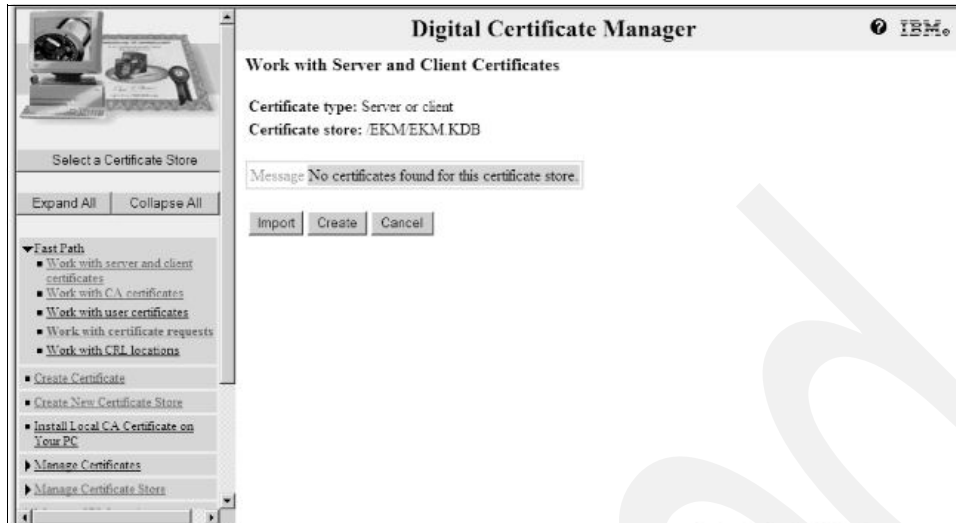 Digital Certificate Manager
IBM
Select a Certificate Store
Expand All
Collapse All
Fast Path
Work with server and client
certificates
Work with CA certificates
Work with user certificates
Work with certificate requests
Work with CRL locations
Create Certificate
Create New Certificate Store
Install Local CA Certificate on
Your PC
Manage Certificates
Manage Certificate Store
Work with Server and Client Certificates
Certificate type: Server or client
Certificate store: /EKM/EKM.KDB
Message No certificates found for this certificate store.
Import
Create
Cancel